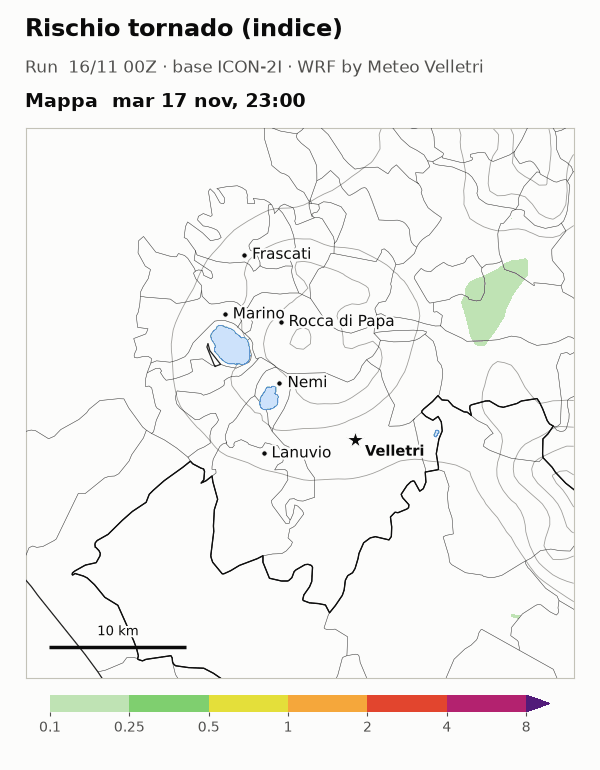 Rischio tornado (indice)
Run  16/11 00Z · base ICON-2I · WRF by Meteo Velletri
Mappa  mar 17 nov, 23:00
Frascati
Marino
Rocca di Papa
Nemi
Velletri
Lanuvio
10 km
0.1 0.25 0.5 1 2 4 8